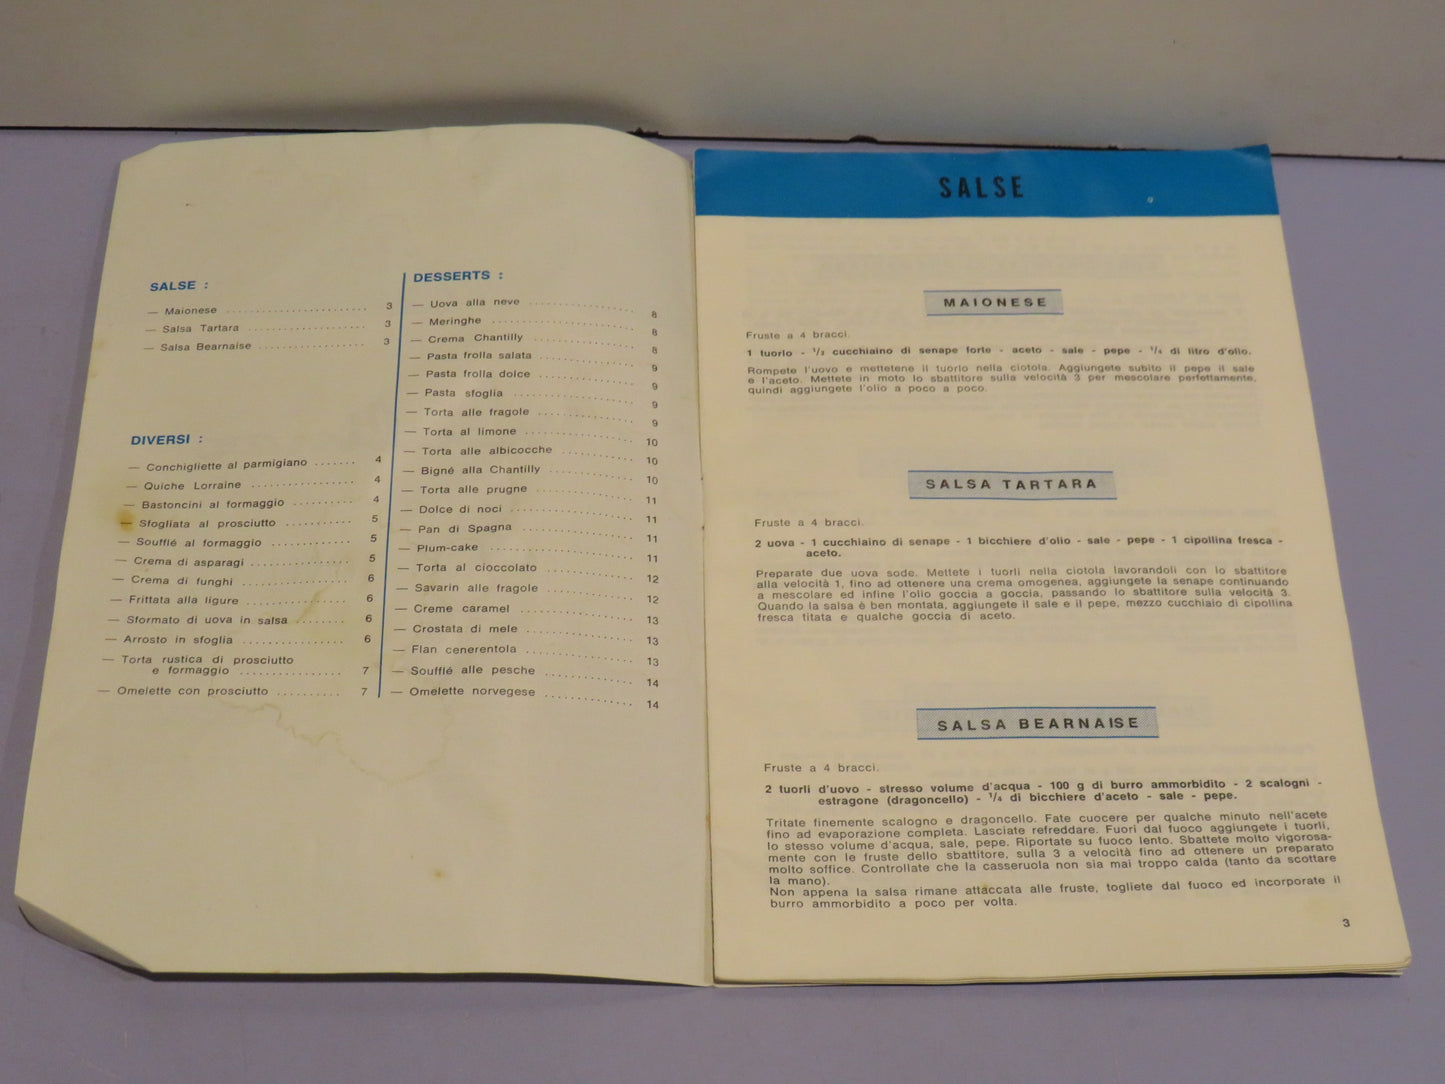 SALSE :
— Maionese ........................ 3
— Salsa Tartara .................... 3
— Salsa Bearnaise .................. 3
DIVERSI :
— Conchigliette al parmigiano ....... 4
— Quiche Lorraine .................. 4
— Bastoncini al formaggio ........... 4
— Sfogliata al prosciutto ............ 5
— Soufflé al formaggio .............. 5
— Crema di asparagi ................ 5
— Crema di funghi .................. 6
— Frittata alla ligure ................ 6
— Sformato di uova in salsa ........ 6
— Arrosto in sfoglia ................ 6
— Torta rustica di prosciutto
e formaggio ................ 7
— Omelette con prosciutto .......... 7
DESSERTS :
— Uova alla neve .................. 8
— Meringhe ........................ 8
— Crema Chantilly .................. 8
— Pasta frolla salata ................ 9
— Pasta frolla dolce ................ 9
— Pasta sfoglia .................... 9
— Torta alle fragole ................ 9
— Torta al limone .................. 10
— Torta alle albicocche ............ 10
— Bigné alla Chantilly .............. 10
— Torta alle prugne ................ 11
— Dolce di noci .................... 11
— Pan di Spagna .................. 11
— Plum-cake ...................... 11
— Torta al cioccolato .............. 12
— Savarin alle fragole .............. 12
— Creme caramel .................. 13
— Crostata di mele ................ 13
— Flan cenerentola ................ 13
— Soufflé alle pesche .............. 14
— Omelette norvegese .............. 14
SALSE
MAIONESE
Fruste a 4 bracci.
1 tuorlo - 1/2 cucchiaino di senape forte - aceto - sale - pepe - 1/4 di litro d'olio.
Rompete l'uovo e mettetene il tuorlo nella ciotola. Aggiungete subito il pepe il sale
e l'aceto. Mettete in moto lo sbattitore sulla velocità 3 per mescolare perfettamente,
quindi aggiungete l'olio a poco a poco.
SALSA TARTARA
Fruste a 4 bracci.
2 uova - 1 cucchiaino di senape - 1 bicchiere d'olio - sale - pepe - 1 cipollina fresca -
aceto.
Preparate due uova sode. Mettete i tuorli nella ciotola lavorandoli con lo sbattitore
alla velocità 1, fino ad ottenere una crema omogenea, aggiungete la senape continuando
a mescolare ed infine l'olio goccia a goccia, passando lo sbattitore sulla velocità 3.
Quando la salsa è ben montata, aggiungete il sale e il pepe, mezzo cucchiaio di cipollina
fresca titata e qualche goccia di aceto.
SALSA BEARNAISE
Fruste a 4 bracci.
2 tuorli d'uovo - stresso volume d'acqua - 100 g di burro ammorbidito - 2 scalogni -
estragone (dragoncello) - 1/4 di bicchiere d'aceto - sale - pepe.
Tritate finemente scalogno e dragoncello. Fate cuocere per qualche minuto nell'acete
fino ad evaporazione completa. Lasciate refreddare. Fuori dal fuoco aggiungete i tuorli,
lo stesso volume d'acqua, sale, pepe. Riportate su fuoco lento. Sbattete molto vigorosa-
mente con le fruste dello sbattitore, sulla 3 a velocità fino ad ottenere un preparato
molto soffice. Controllate che la casseruola non sia mai troppo calda (tanto da scottare
la mano).
Non appena la salsa rimane attaccata alle fruste, togliete dal fuoco ed incorporate il
burro ammorbidito a poco per volta.
3